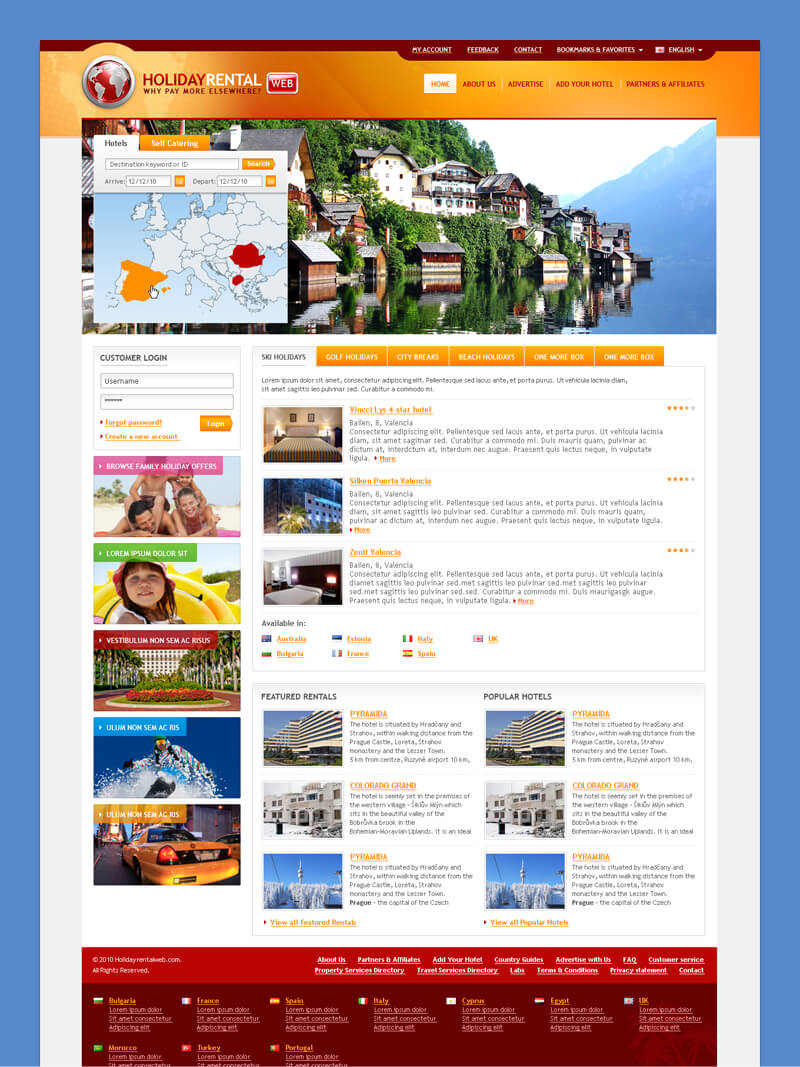 MY ACCOUNT FEEDBACK CONTACT BOOKMARKS & FAVORITES ENGLISH
HOLIDAYRENTAL WEB
WHY PAY MORE ELSEWHERE?
HOME ABOUT US ADVERTISE ADD YOUR HOTEL PARTNERS & AFFILIATES
Hotels Self Catering
Destination keyword or ID Search
Arrive: 12/12/10 Depart: 12/12/10
CUSTOMER LOGIN
Username
******
Forgot password! Login
Create a new account
BROWSE FAMILY HOLIDAY OFFERS
LOREM IPSUM DOLOR SIT
VESTIBULUM NON SEM AC RISUS
ULUM NON SEM AC RIS
ULUM NON SEM AC RIS
SKI HOLIDAYS GOLF HOLIDAYS CITY BREAKS BEACH HOLIDAYS ONE MORE BOX ONE MORE BOX
Lorem ipsum dolor sit amet, consectetur adipiscing elit. Pellentesque sed lacus ante, et porta purus. Ut vehicula lacinia diam,
sit amet sagittis leo pulvinar sed. Curabitur a commodo mi.
Vincci Lys 4-star hotel
Bailen, 8, Valencia
Consectetur adipiscing elit. Pellentesque sed lacus ante, et porta purus. Ut vehicula lacinia
diam, sit amet sagitnar sed. Curabitur a commodo mi. Duis mauris quam, pulvinar ac
dictum at, interdum at, interdum nec augue. Praesent quis lectus neque, in vulputate
ligula. More
Silken Puerta Valencia
Bailen, 8, Valencia
Consectetur adipiscing elit. Pellentesque sed lacus ante, et porta purus. Ut vehicula lacinia
diam, sit amet sagittis leo pulvinar sed. Curabitur a commodo mi. Duis mauris quam,
pulvinar ac dictum at, interdum nec augue. Praesent quis lectus neque, in vulputate ligula.
More
Zenit Valencia
Bailen, 8, Valencia
Consectetur adipiscing elit. Pellentesque sed lacus ante, et porta purus. Ut vehicula lacinia
diamet sagittis leo pulvinar sed.met sagittis leo pulvinar sed.met sagittis leo pulvinar
sed.met sagittis leo pulvinar sed. Curabitur a commodo mi. Duis maurigasgk augue.
Praesent quis lectus neque, in vulputate ligula. More
Available in:
Australia Estonia Italy UK
Bulgaria France Spain
FEATURED RENTALS
PYRAMIDA
The hotel is situated by Hradčany and
Strahov, within walking distance from the
Prague Castle, Loreta, Strahov
monastery and the Lesser Town.
5 km from centre, Ruzyně airport 10 km,
COLORADO GRAND
The hotel is seemly set in the premises of
the western village - Šiklův Mlýn which
sits in the beautiful valley of the
Bobrůvka brook in the
Bohemian-Moravian Uplands. It is an ideal
PYRAMIDA
The hotel is situated by Hradčany and
Strahov, within walking distance from the
Prague Castle, Loreta, Strahov
monastery and the Lesser Town.
Prague - the capital of the Czech
View all Featured Rentals
POPULAR HOTELS
PYRAMIDA
The hotel is situated by Hradčany and
Strahov, within walking distance from the
Prague Castle, Loreta, Strahov
monastery and the Lesser Town.
5 km from centre, Ruzyně airport 10 km,
COLORADO GRAND
The hotel is seemly set in the premises of
the western village - Šiklův Mlýn which
sits in the beautiful valley of the
Bobrůvka brook in the
Bohemian-Moravian Uplands. It is an ideal
PYRAMIDA
The hotel is situated by Hradčany and
Strahov, within walking distance from the
Prague Castle, Loreta, Strahov
monastery and the Lesser Town.
Prague - the capital of the Czech
View all Popular Hotels
© 2010 Holidayrentalweb.com.
All Rights Reserved.
About Us Partners & Affiliates Add Your Hotel Country Guides Advertise with Us FAQ Customer service
Property Services Directory Travel Services Directory Labs Terms & Conditions Privacy statement Contact
Bulgaria France Spain Italy Cyprus Egypt UK
Lorem ipsum dolor Lorem ipsum dolor Lorem ipsum dolor Lorem ipsum dolor Lorem ipsum dolor Lorem ipsum dolor Lorem ipsum dolor
Sit amet consectetur Sit amet consectetur Sit amet consectetur Sit amet consectetur Sit amet consectetur Sit amet consectetur Sit amet consectetur
Adipiscing elit Adipiscing elit Adipiscing elit Adipiscing elit Adipiscing elit Adipiscing elit Adipiscing elit
Morocco Turkey Portugal
Lorem ipsum dolor Lorem ipsum dolor Lorem ipsum dolor